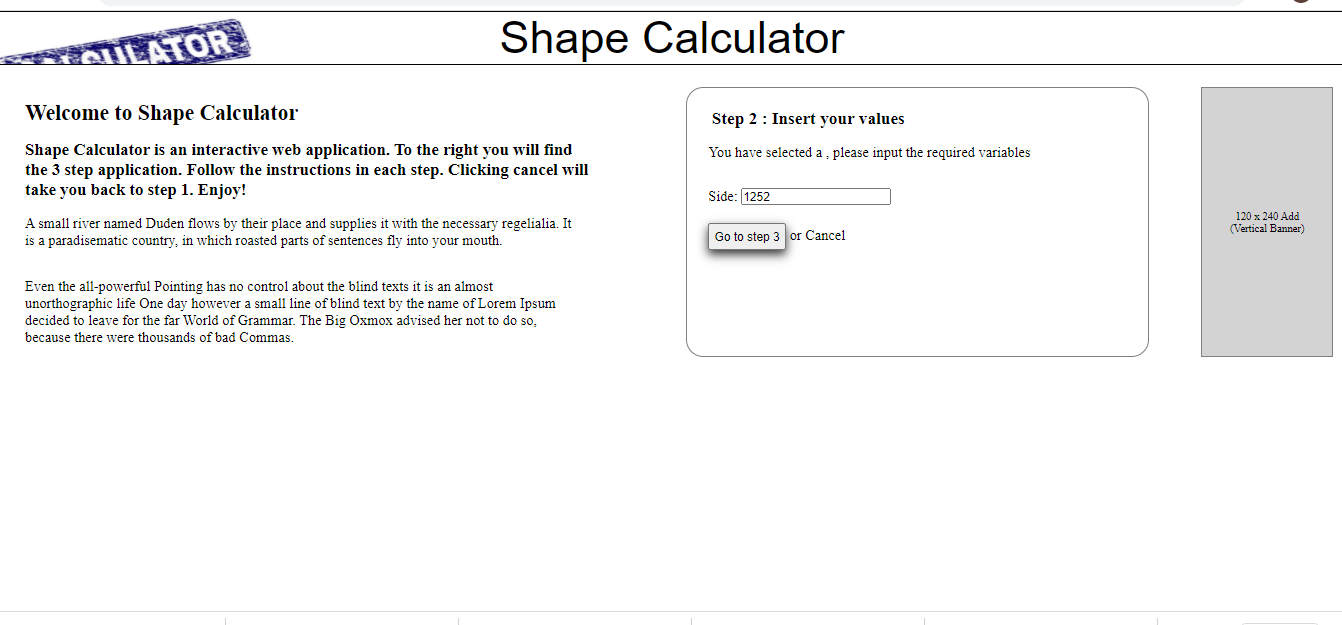 Shape Calculator
Welcome to Shape Calculator
Shape Calculator is an interactive web application. To the right you will find
the 3 step application. Follow the instructions in each step. Clicking cancel will
take you back to step 1. Enjoy!
A small river named Duden flows by their place and supplies it with the necessary regelialia. It
is a paradisematic country, in which roasted parts of sentences fly into your mouth.
Even the all-powerful Pointing has no control about the blind texts it is an almost
unorthographic life One day however a small line of blind text by the name of Lorem Ipsum
decided to leave for the far World of Grammar. The Big Oxmox advised her not to do so,
because there were thousands of bad Commas.
Step 2 : Insert your values
You have selected a , please input the required variables
Side: 1252
Go to step 3 or Cancel
120 x 240 Add
(Vertical Banner)